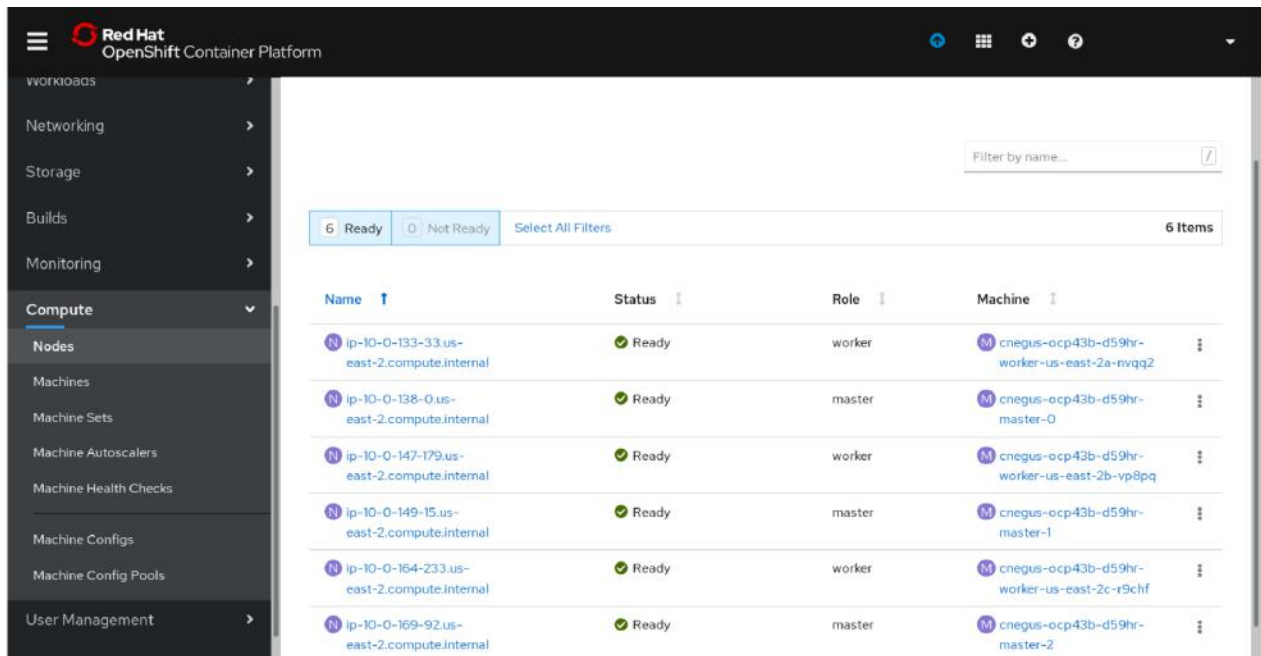 Red Hat
OpenShift Container Platform
Workloads
Networking
Storage
Builds
Monitoring
Compute
Nodes
Machines
Machine Sets
Machine Autoscalers
Machine Health Checks
Machine Configs
Machine Config Pools
User Management
Filter by name... /
6 Ready 0 Not Ready Select All Filters 6 Items
Name Status Role Machine
N ip-10-0-133-33.us- Ready worker M cnegus-ocp43b-d59hr-
east-2.compute.internal worker-us-east-2a-nvqq2
N ip-10-0-138-0.us- Ready master M cnegus-ocp43b-d59hr-
east-2.compute.internal master-0
N ip-10-0-147-179.us- Ready worker M cnegus-ocp43b-d59hr-
east-2.compute.internal worker-us-east-2b-vp8pq
N ip-10-0-149-15.us- Ready master M cnegus-ocp43b-d59hr-
east-2.compute.internal master-1
N ip-10-0-164-233.us- Ready worker M cnegus-ocp43b-d59hr-
east-2.compute.internal worker-us-east-2c-r9chf
N ip-10-0-169-92.us- Ready master M cnegus-ocp43b-d59hr-
east-2.compute.internal master-2